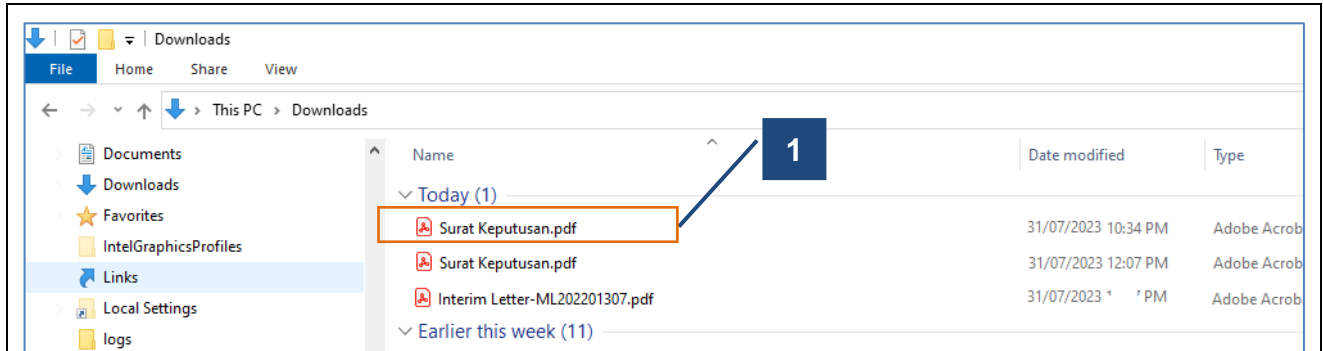 Downloads
File Home Share View
This PC > Downloads
Documents
Downloads
Favorites
IntelGraphicsProfiles
Links
Local Settings
logs
Name Date modified Type
Today (1)
Surat Keputusan.pdf 31/07/2023 10:34 PM Adobe Acrob
Surat Keputusan.pdf 31/07/2023 12:07 PM Adobe Acrob
Interim Letter-ML202201307.pdf 31/07/2023 PM Adobe Acrob
Earlier this week (11)
1